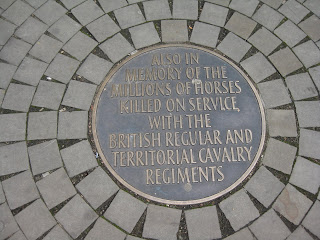 ALSO IN
MEMORY OF THE
MILLIONS OF HORSES
KILLED ON SERVICE,
WITH THE
BRITISH REGULAR AND
TERRITORIAL CAVALRY
REGIMENTS